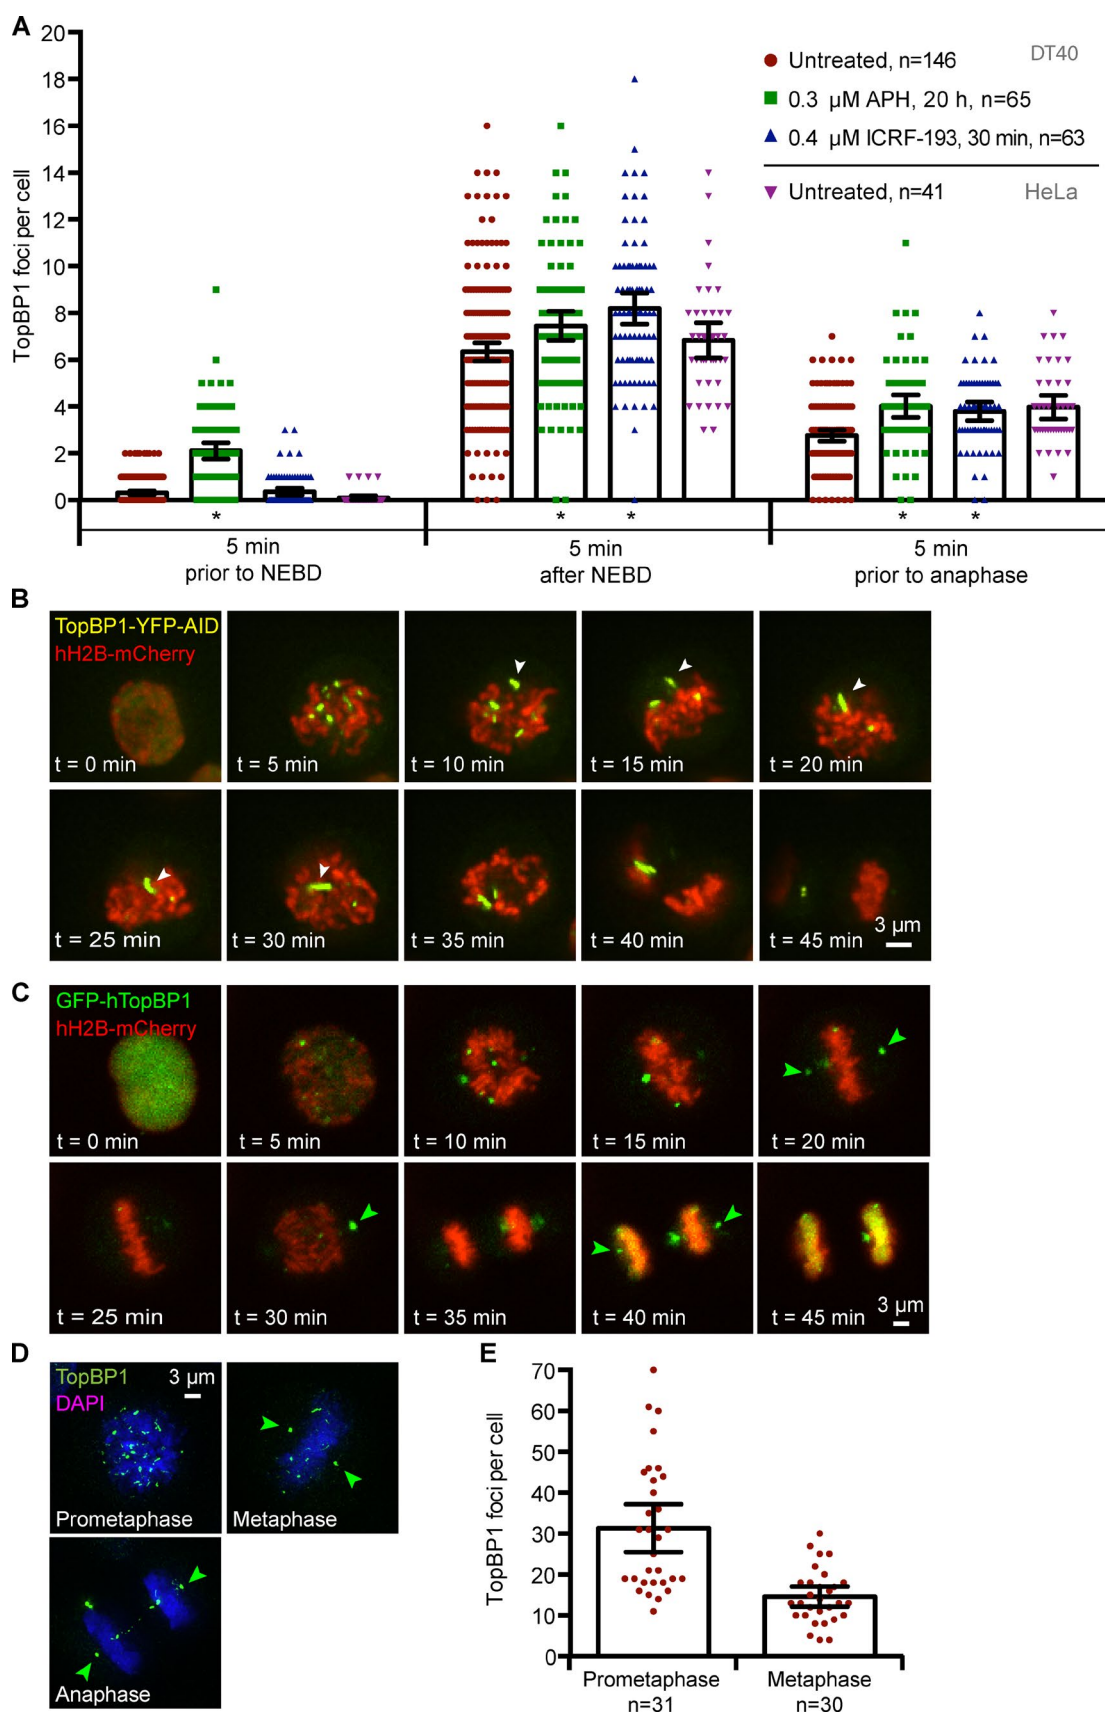 A
20
18
16
14
12
10
8
6
4
2
0
TopBP1 foci per cell
Untreated, n=146
DT40
0.3 µM APH, 20 h, n=65
0.4 µM ICRF-193, 30 min, n=63
Untreated, n=41
HeLa
* * * * *
5 min
prior to NEBD
5 min
after NEBD
5 min
prior to anaphase
B
TopBP1-YFP-AID
hH2B-mCherry
t = 0 min
t = 5 min
t = 10 min
t = 15 min
t = 20 min
t = 25 min
t = 30 min
t = 35 min
t = 40 min
3 µm
t = 45 min
C
GFP-hTopBP1
hH2B-mCherry
t = 0 min
t = 5 min
t = 10 min
t = 15 min
t = 20 min
t = 25 min
t = 30 min
t = 35 min
t = 40 min
3 µm
t = 45 min
D
TopBP1
DAPI
3 µm
Prometaphase
Metaphase
Anaphase
E
70
60
50
40
30
20
10
0
TopBP1 foci per cell
Prometaphase
n=31
Metaphase
n=30